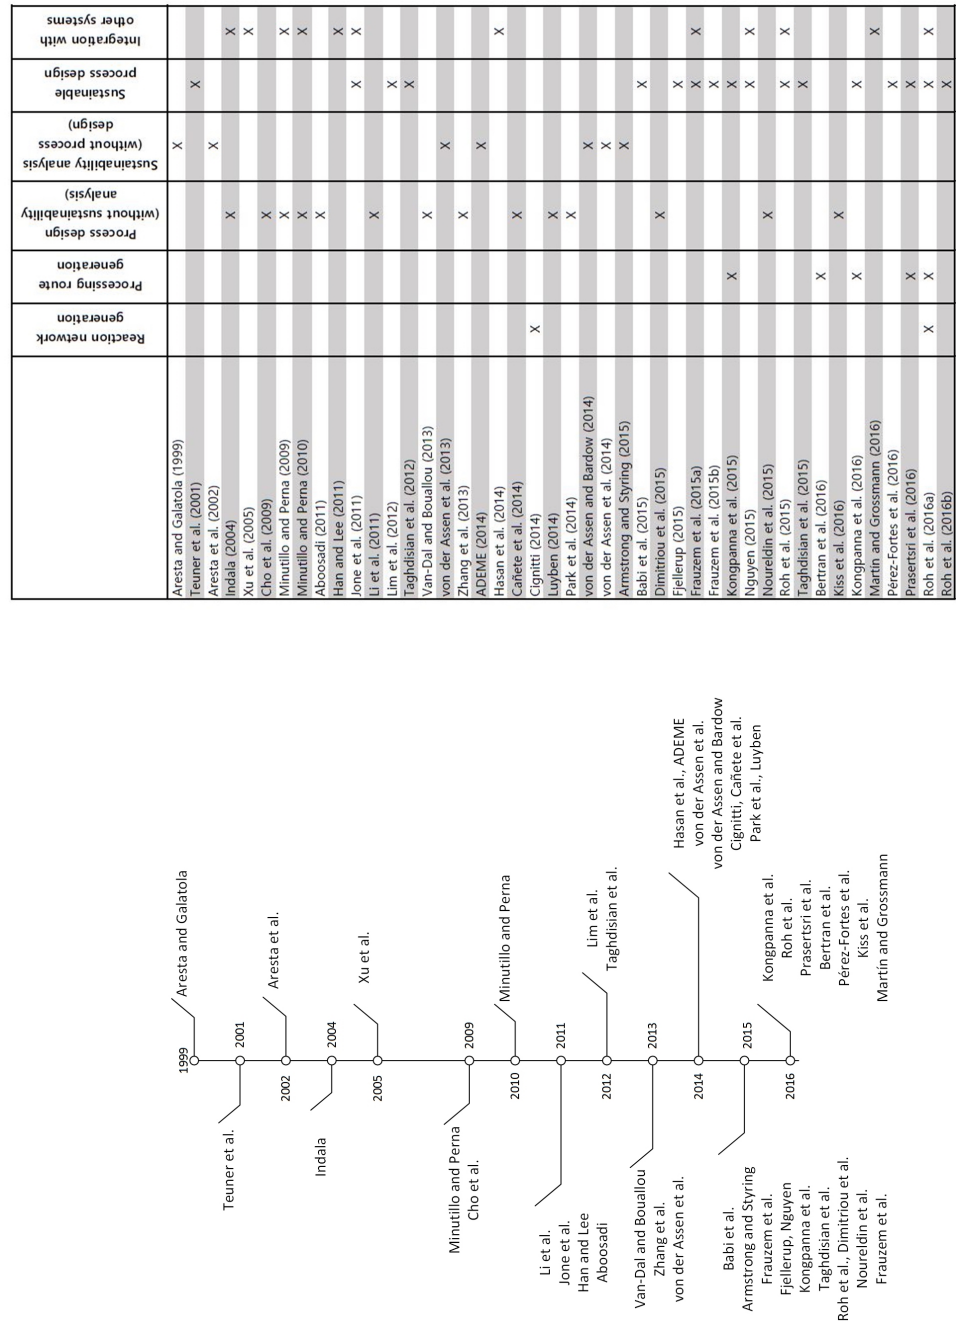 1999
Aresta and Galatola
Teuner et al.
2001
2002
Aresta et al.
Indala
2004
2005
Xu et al.
Minutillo and Perna
Cho et al.
2009
2010
Minutillo and Perna
Li et al.
Jone et al.
Han and Lee
Aboosadi
2011
2012
Lim et al.
Taghdisian et al.
Van-Dal and Bouallou
Zhang et al.
von der Assen et al.
2013
2014
Hasan et al., ADEME
von der Assen et al.
von der Assen and Bardow
Cignitti, Cañete et al.
Park et al., Luyben
Babi et al.
Armstrong and Styring
Frauzem et al.
Fjellerup, Nguyen
Kongpanna et al.
Taghdisian et al.
Roh et al., Dimitriou et al.
Noureldin et al.
Frauzem et al.
2015
2016
Kongpanna et al.
Roh et al.
Prasertsri et al.
Bertran et al.
Pérez-Fortes et al.
Kiss et al.
Martín and Grossmann
Reaction network
generation
Processing route
generation
Process design
(without sustainability
analysis)
Sustainability analysis
(without process
design)
Sustainable
process design
Integration with
other systems
Aresta and Galatola (1999) X
Teuner et al. (2001) X
Aresta et al. (2002) X
Indala (2004) X X
Xu et al. (2005) X
Cho et al. (2009) X
Minutillo and Perna (2009) X X
Minutillo and Perna (2010) X X
Aboosadi (2011) X
Han and Lee (2011) X
Jone et al. (2011) X X
Li et al. (2011) X
Lim et al. (2012) X
Taghdisian et al. (2012) X
Van-Dal and Bouallou (2013) X
von der Assen et al. (2013) X
Zhang et al. (2013) X
ADEME (2014) X
Hasan et al. (2014) X
Cañete et al. (2014) X
Cignitti (2014) X
Luyben (2014) X
Park et al. (2014) X
von der Assen and Bardow (2014) X
von der Assen et al. (2014) X
Armstrong and Styring (2015) X
Babi et al. (2015) X
Dimitriou et al. (2015) X
Fjellerup (2015) X
Frauzem et al. (2015a) X X
Frauzem et al. (2015b) X
Kongpanna et al. (2015) X X
Nguyen (2015) X X
Noureldin et al. (2015) X
Roh et al. (2015) X X
Taghdisian et al. (2015) X
Bertran et al. (2016) X
Kiss et al. (2016) X
Kongpanna et al. (2016) X X
Martín and Grossmann (2016) X
Pérez-Fortes et al. (2016) X
Prasertsri et al. (2016) X X
Roh et al. (2016a) X X X X
Roh et al. (2016b) X